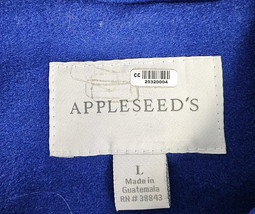 CC
20320004
APPLESEED'S
L
Made in
Guatemala
RN# 38843